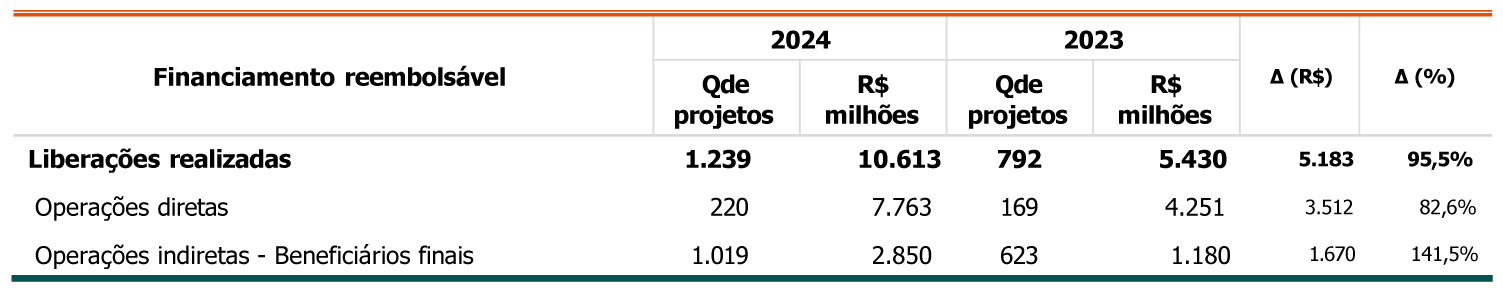 Financiamento reembolsável 2024 2023 Δ (R$) Δ (%)
Qde projetos R$ milhões Qde projetos R$ milhões
Liberações realizadas 1.239 10.613 792 5.430 5.183 95,5%
Operações diretas 220 7.763 169 4.251 3.512 82,6%
Operações indiretas - Beneficiários finais 1.019 2.850 623 1.180 1.670 141,5%